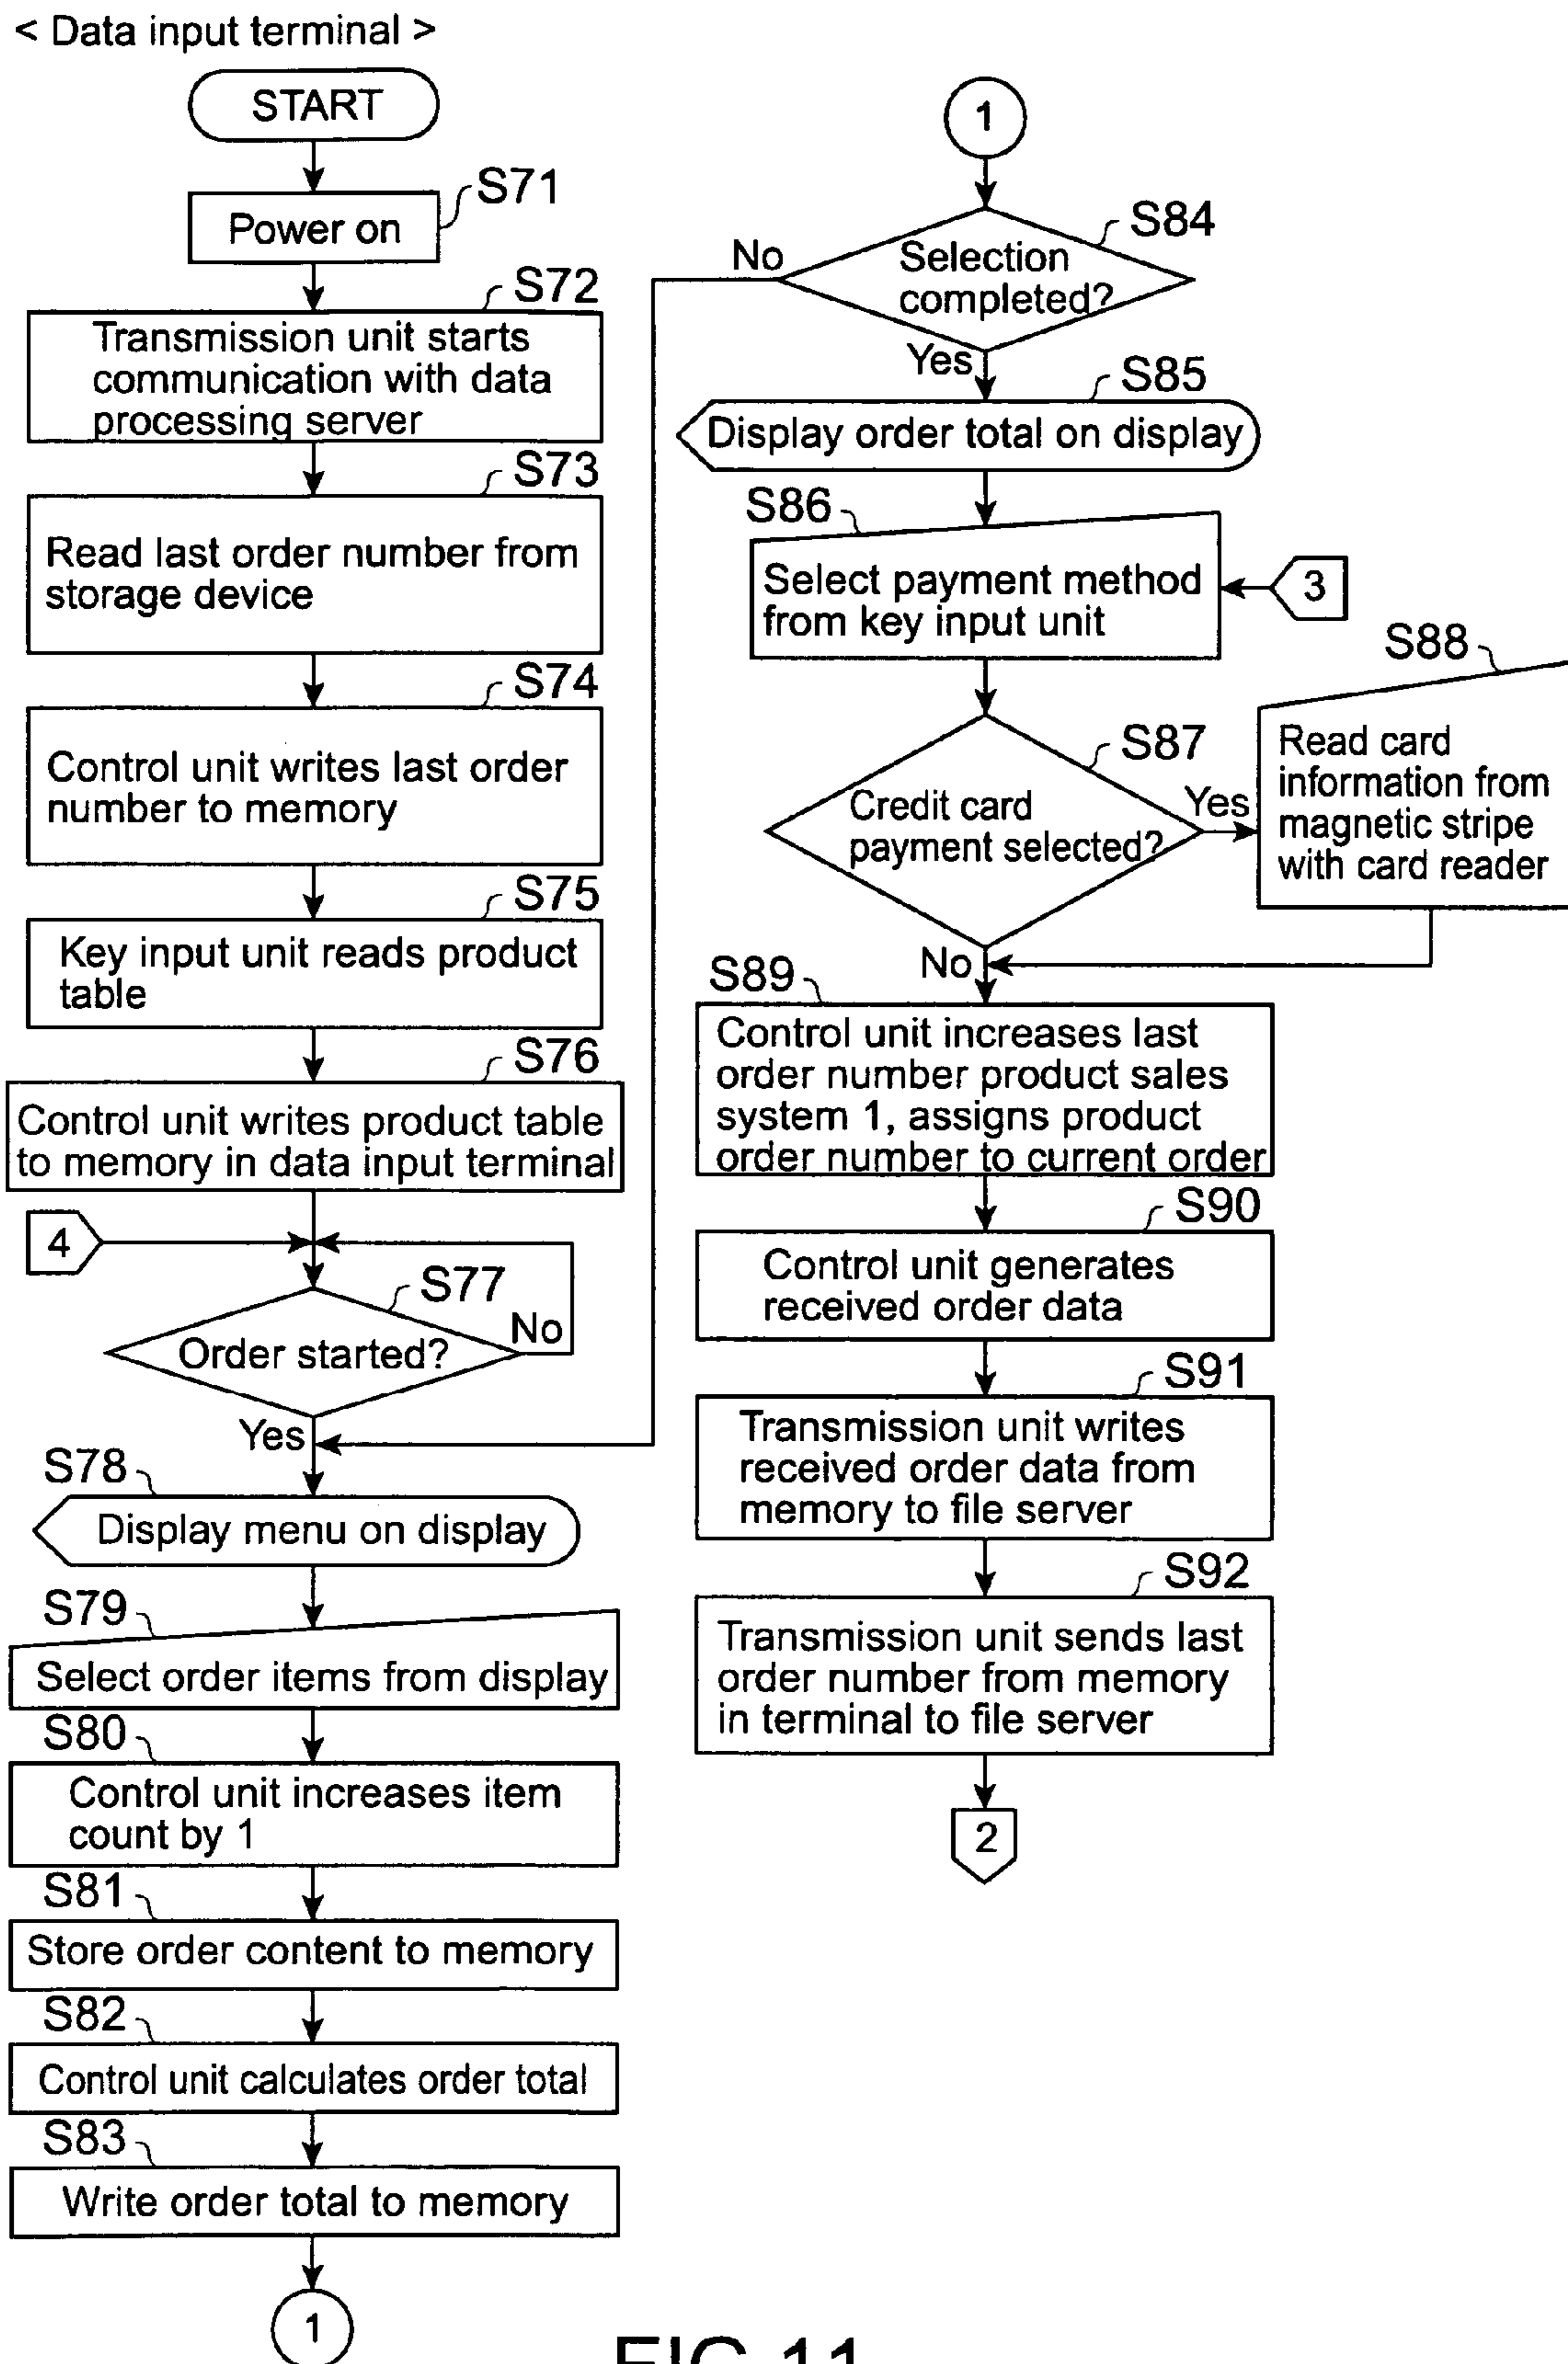 < Data input terminal >
START
S71
Power on
S72
Transmission unit starts
communication with data
processing server
S73
Read last order number from
storage device
S74
Control unit writes last order
number to memory
S75
Key input unit reads product
table
S76
Control unit writes product table
to memory in data input terminal
4
S77
Order started?
No
Yes
S78
Display menu on display
S79
Select order items from display
S80
Control unit increases item
count by 1
S81
Store order content to memory
S82
Control unit calculates order total
S83
Write order total to memory
1
1
S84
Selection
completed?
No
Yes
S85
Display order total on display
S86
Select payment method
from key input unit
3
S87
Credit card
payment selected?
Yes
S88
Read card
information from
magnetic stripe
with card reader
No
S89
Control unit increases last
order number product sales
system 1, assigns product
order number to current order
S90
Control unit generates
received order data
S91
Transmission unit writes
received order data from
memory to file server
S92
Transmission unit sends last
order number from memory
in terminal to file server
2
FIG.11